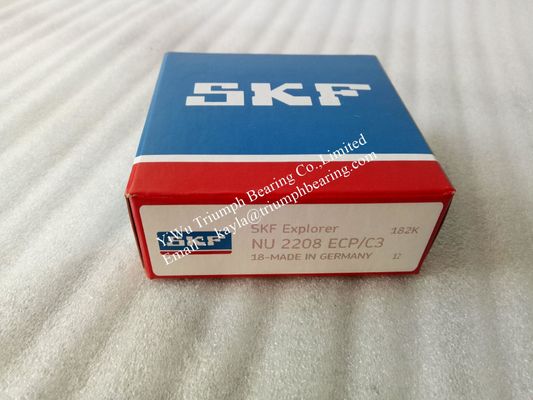 SKF
YiWu Triumph Bearing Co.,Limited
Email: kayla@triumphbearing.com
SKF
SKF Explorer
182K
NU 2208 ECP/C3
18-MADE IN GERMANY
12